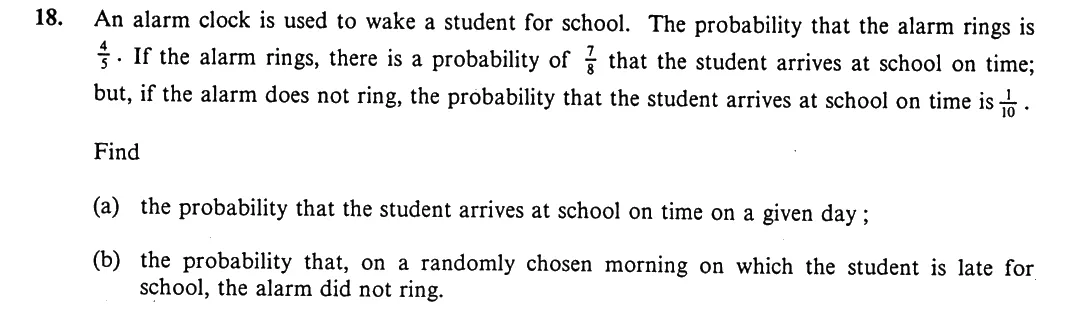 18. An alarm clock is used to wake a student for school. The probability that the alarm rings is
4/5. If the alarm rings, there is a probability of 7/8 that the student arrives at school on time;
but, if the alarm does not ring, the probability that the student arrives at school on time is 1/10.
Find
(a) the probability that the student arrives at school on time on a given day;
(b) the probability that, on a randomly chosen morning on which the student is late for
school, the alarm did not ring.